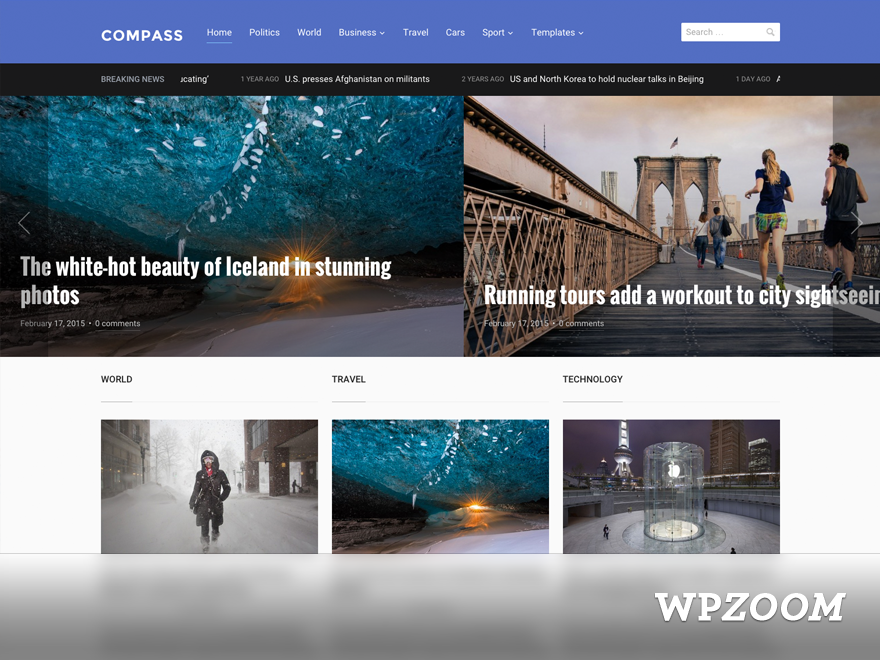 COMPASS
Home Politics World Business Travel Cars Sport Templates
Search ...
BREAKING NEWS ucating' 1 YEAR AGO U.S. presses Afghanistan on militants 2 YEARS AGO US and North Korea to hold nuclear talks in Beijing 1 DAY AGO
The white-hot beauty of Iceland in stunning
photos
February 17, 2015 • 0 comments
Running tours add a workout to city sightseein
February 17, 2015 • 0 comments
WORLD
TRAVEL
TECHNOLOGY
WPZOOM